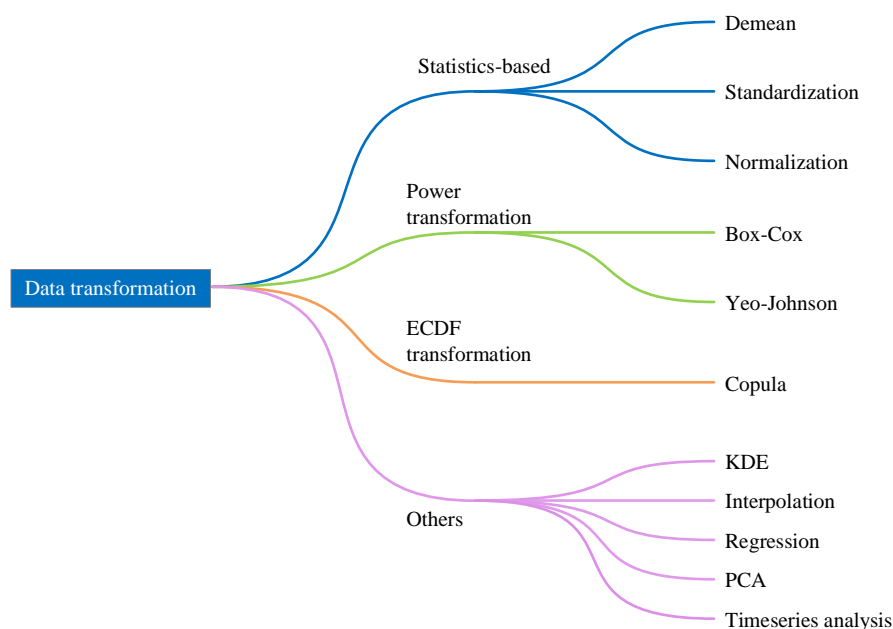 Data transformation
Statistics-based
Demean
Standardization
Normalization
Power
transformation
Box-Cox
Yeo-Johnson
ECDF
transformation
Copula
Others
KDE
Interpolation
Regression
PCA
Timeseries analysis